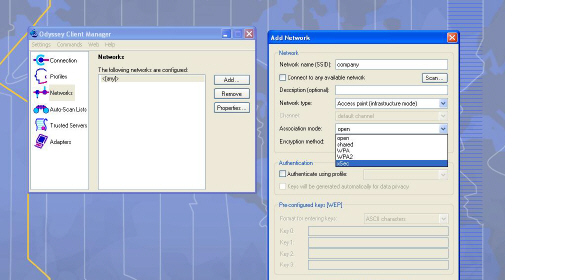 Odyssey Client Manager
Settings Commands Web Help
Connection
Profiles
Networks
Auto-Scan Lists
Trusted Servers
Adapters
Networks
The following networks are configured:
<[any]>
Add...
Remove
Properties...
Add Network
Network
Network name (SSID): company
Connect to any available network Scan...
Description (optional):
Network type: Access point (infrastructure mode)
Channel: default channel
Association mode: open
open
shared
WPA
WPA2
xSec
Encryption method:
Authentication
Authenticate using profile:
Keys will be generated automatically for data privacy
Pre-configured keys (WEP)
Format for entering keys: ASCII characters
Key 0:
Key 1:
Key 2:
Key 3: